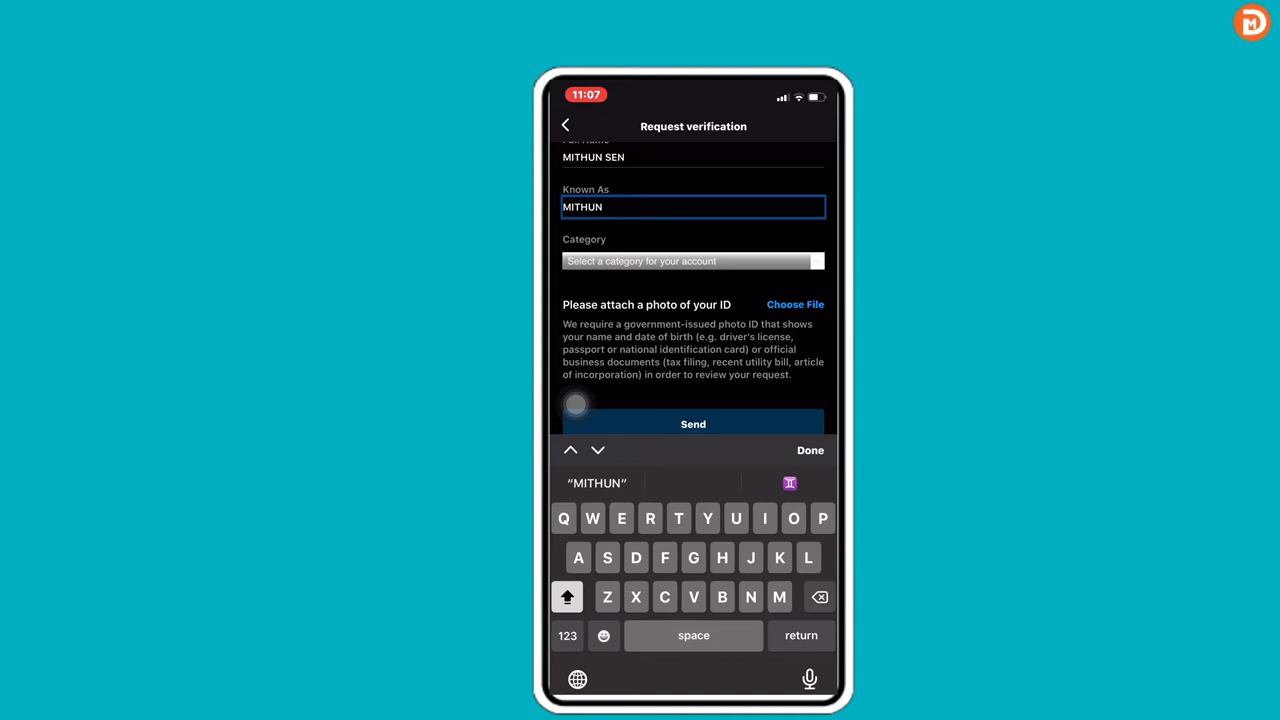 DM
11:07
Request verification
Full Name
MITHUN SEN
Known As
MITHUN
Category
Select a category for your account
Please attach a photo of your ID
Choose File
We require a government-issued photo ID that shows
your name and date of birth (e.g. driver's license,
passport or national identification card) or official
business documents (tax filing, recent utility bill, article
of incorporation) in order to review your request.
Send
Done
“MITHUN”
♊
Q W E R T Y U I O P
A S D F G H J K L
Z X C V B N M
123
space
return